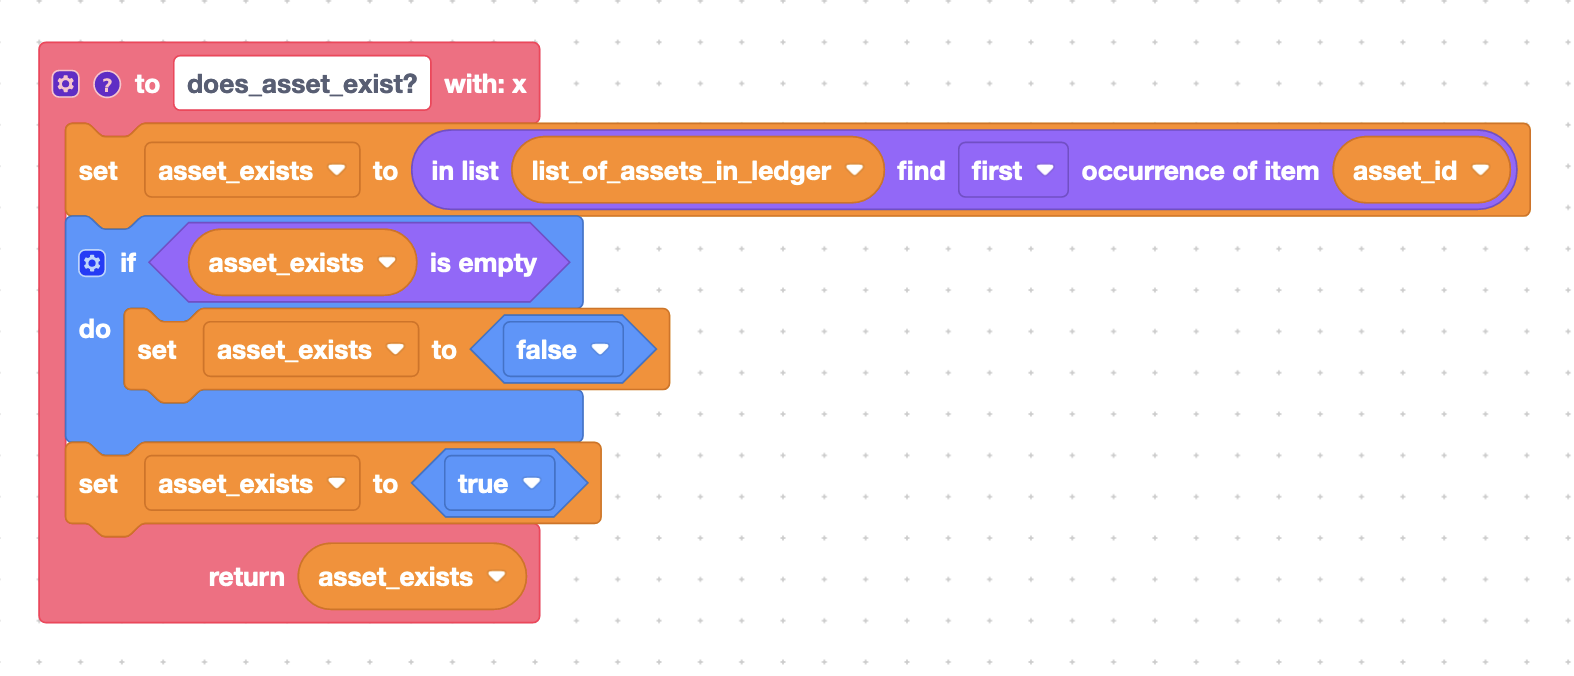 ? to does_asset_exist? with: x
set asset_exists to in list list_of_assets_in_ledger find first occurrence of item asset_id
if asset_exists is empty
do set asset_exists to false
set asset_exists to true
return asset_exists